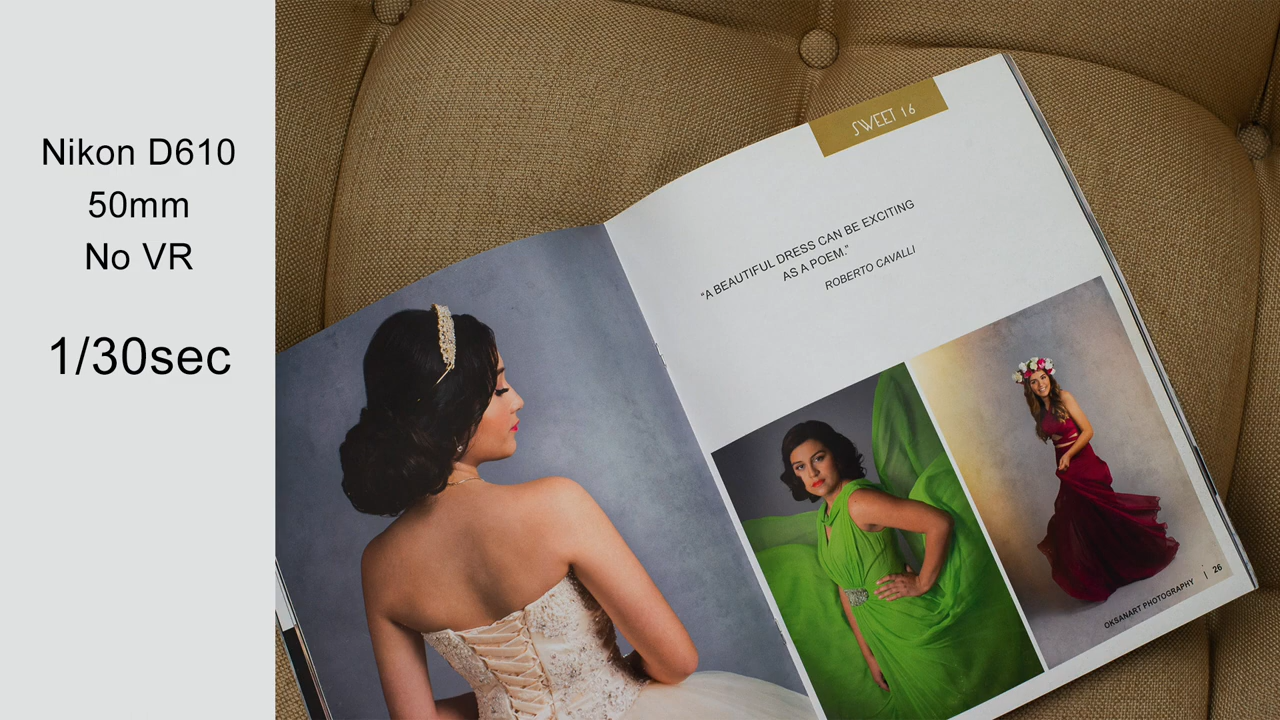 Nikon D610
50mm
No VR
1/30sec
SWEET 16
"A BEAUTIFUL DRESS CAN BE EXCITING
AS A POEM."
ROBERTO CAVALLI
OKSANART PHOTOGRAPHY | 26